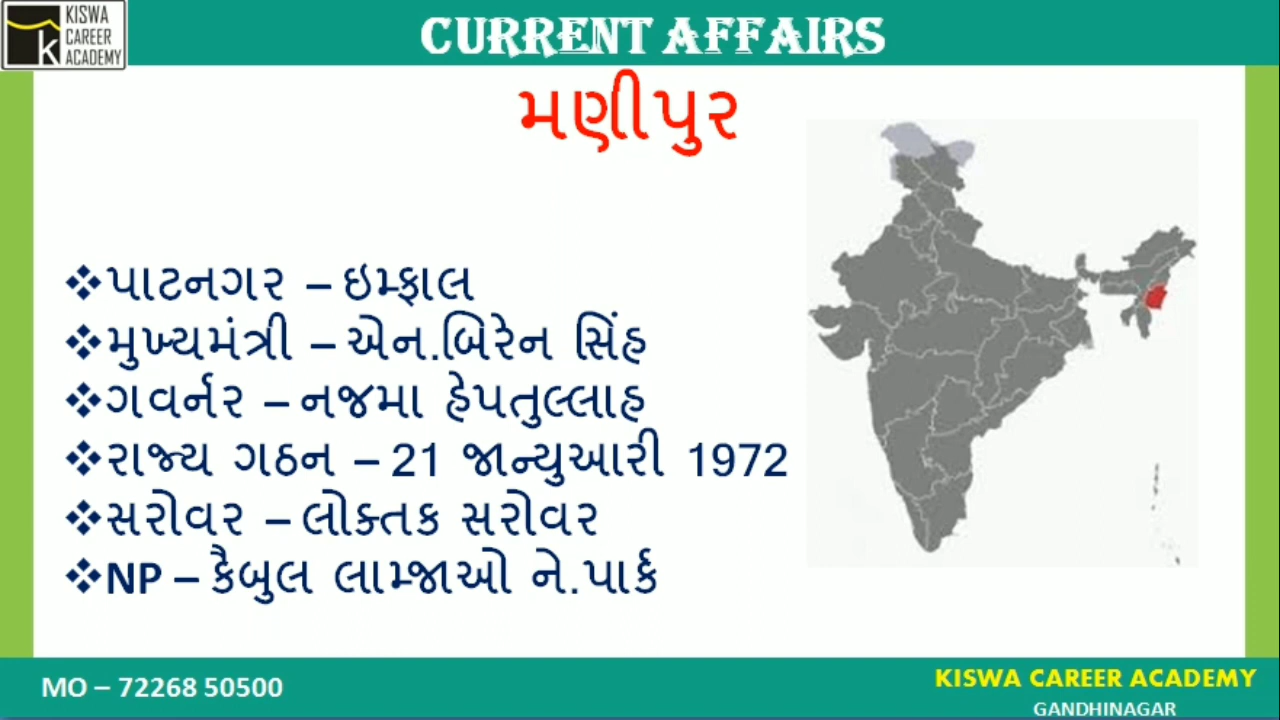 KISWA
CAREER
ACADEMY
CURRENT AFFAIRS
મણીપુર
❖પાટનગર – ઇમ્ફાલ
❖મુખ્યમંત્રી – એન.બિરેન સિંહ
❖ગવર્નર – નજમા હેપતુલ્લાહ
❖રાજ્ય ગઠન – 21 જાન્યુઆરી 1972
❖સરોવર – લોક્તક સરોવર
❖NP – કૈબુલ લામ્જાઓ ને.પાર્ક
MO – 72268 50500
KISWA CAREER ACADEMY
GANDHINAGAR